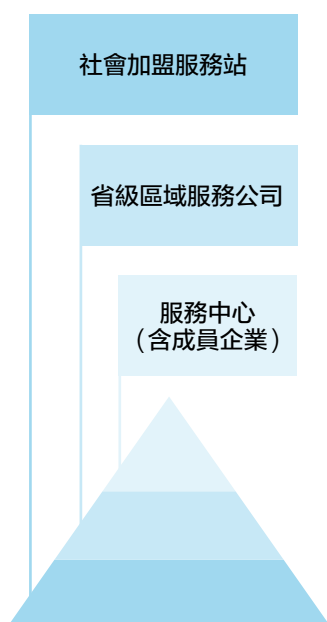 社會加盟服務站
省級區域服務公司
服務中心
（含成員企業）